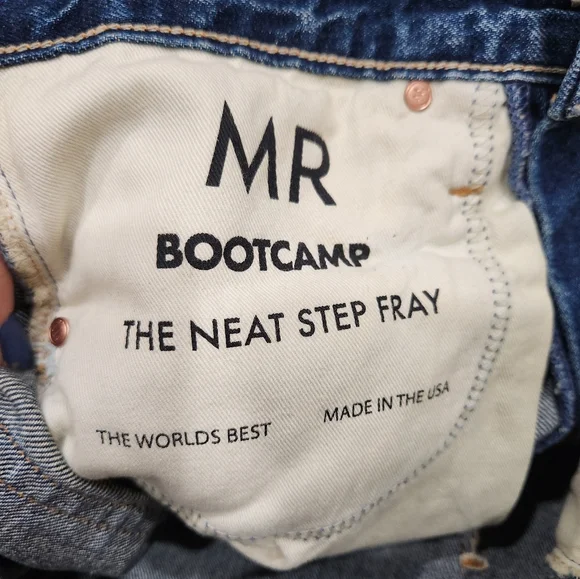 MR
BOOTCAMP
THE NEAT STEP FRAY
THE WORLDS BEST
MADE IN THE USA